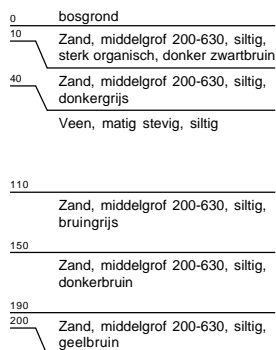 0 bosgrond
10 Zand, middelgrof 200-630, siltig,
sterk organisch, donker zwartbruin
40 Zand, middelgrof 200-630, siltig,
donkergrijs
Veen, matig stevig, siltig
110
Zand, middelgrof 200-630, siltig,
bruingrijs
150
Zand, middelgrof 200-630, siltig,
donkerbruin
190
200 Zand, middelgrof 200-630, siltig,
geelbruin